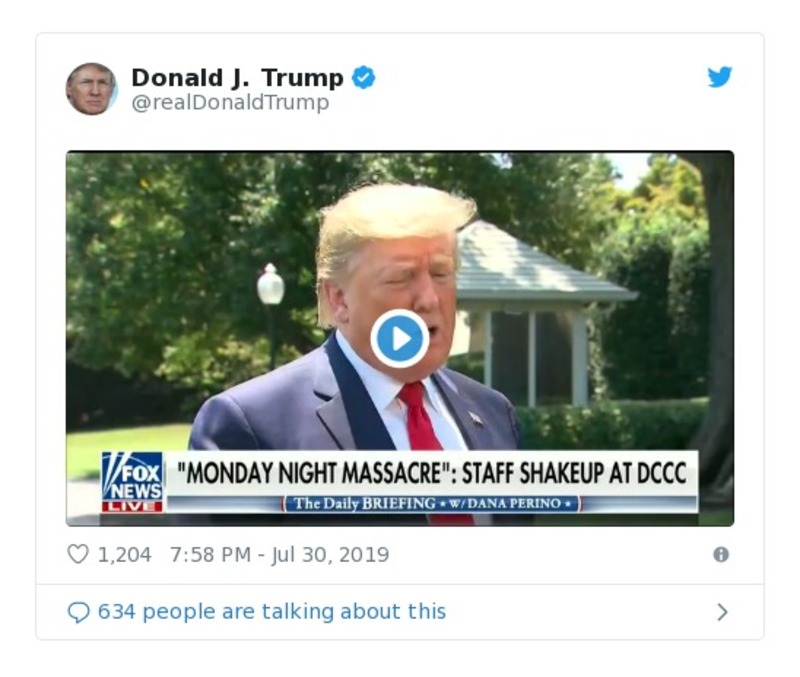 Donald J. Trump
@realDonaldTrump
FOX
NEWS
LIVE
"MONDAY NIGHT MASSACRE": STAFF SHAKEUP AT DCCC
The Daily BRIEFING ★ W/ DANA PERINO ★
1,204 7:58 PM - Jul 30, 2019
634 people are talking about this